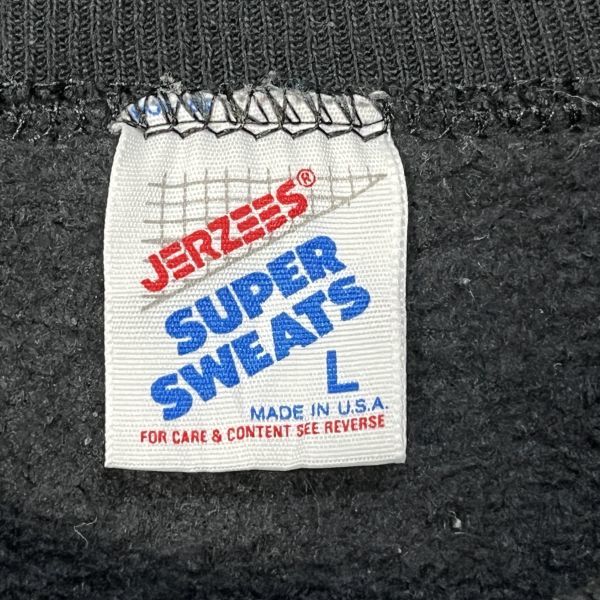 JERZEES®
SUPER
SWEATS
L
MADE IN U.S.A.
FOR CARE & CONTENT SEE REVERSE